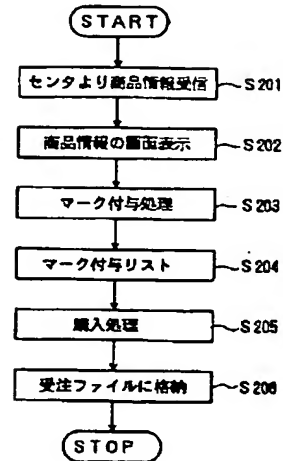 START
センタより商品情報受信 S201
商品情報の画面表示 S202
マーク付与処理 S203
マーク付与リスト S204
購入処理 S205
受注ファイルに格納 S206
STOP